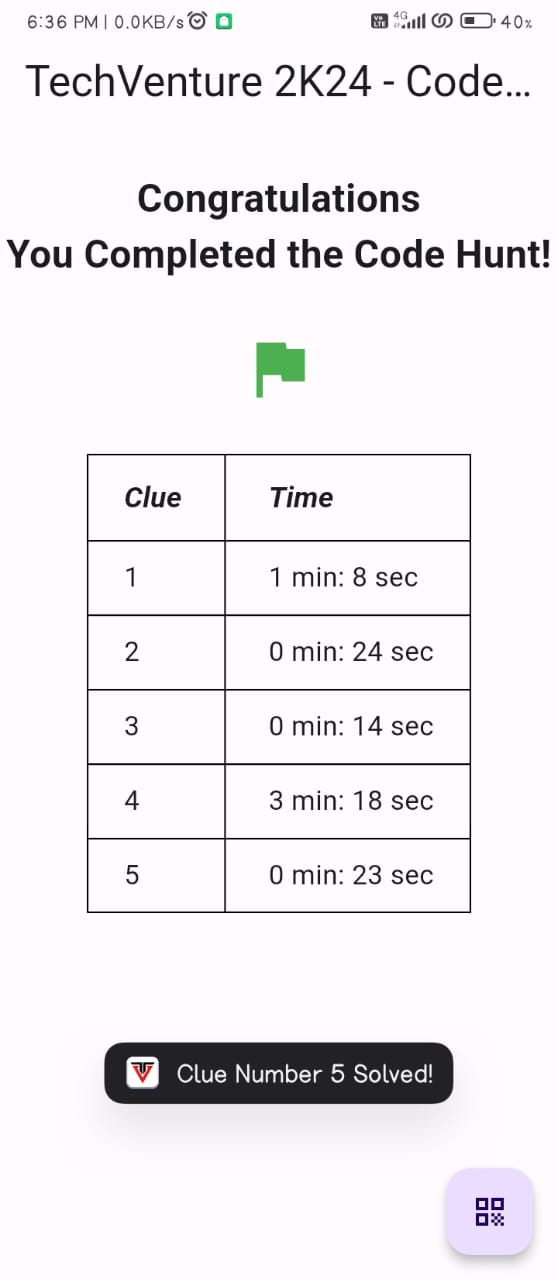 6:36 PM | 0.0KB/s 4G 40%
TechVenture 2K24 - Code...
Congratulations
You Completed the Code Hunt!
Clue Time
1 1 min: 8 sec
2 0 min: 24 sec
3 0 min: 14 sec
4 3 min: 18 sec
5 0 min: 23 sec
Clue Number 5 Solved!